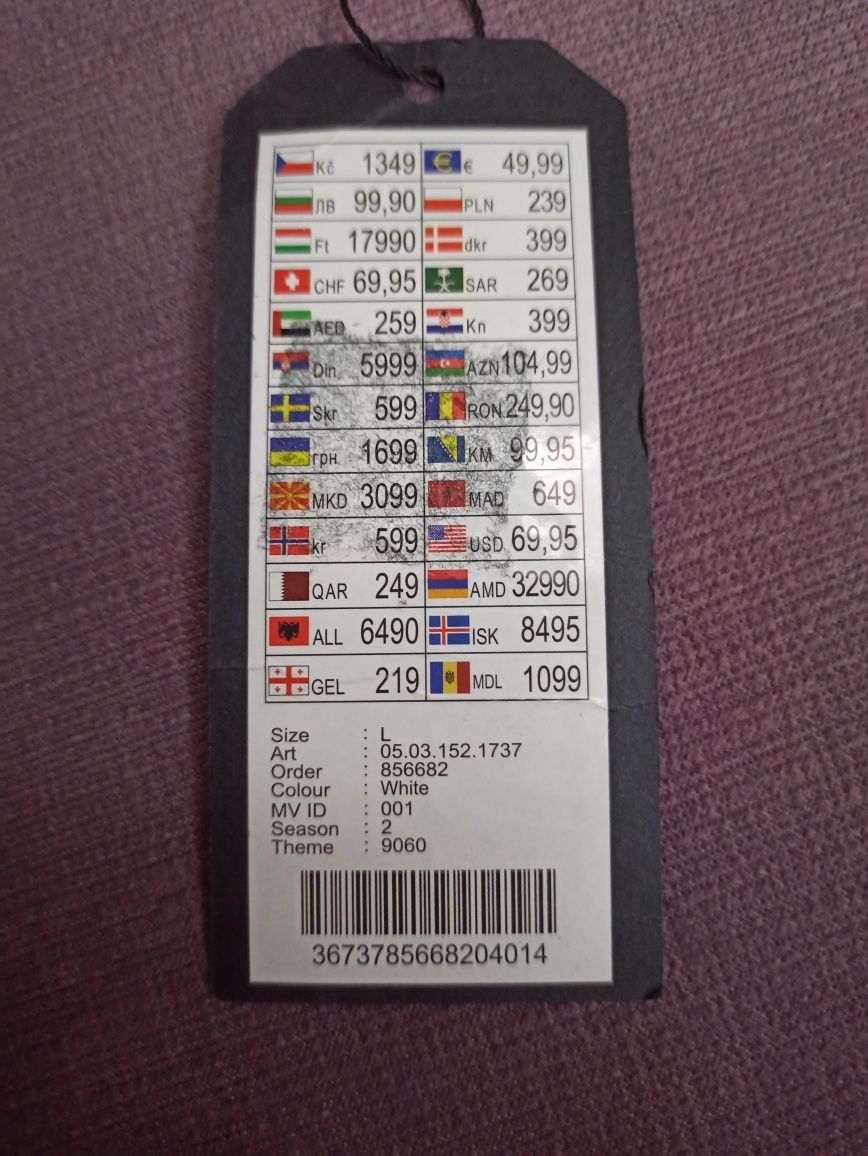 Kč 1349 € 49,99
ЛВ 99,90 PLN 239
Ft 17990 dkr 399
CHF 69,95 SAR 269
AED 259 Kn 399
Din. 5999 AZN 104,99
Skr 599 RON 249,90
грн. 1699 KM 99,95
MKD 3099 MAD 649
kr 599 USD 69,95
QAR 249 AMD 32990
ALL 6490 ISK 8495
GEL 219 MDL 1099
Size : L
Art : 05.03.152.1737
Order : 856682
Colour : White
MV ID : 001
Season : 2
Theme : 9060
3673785668204014